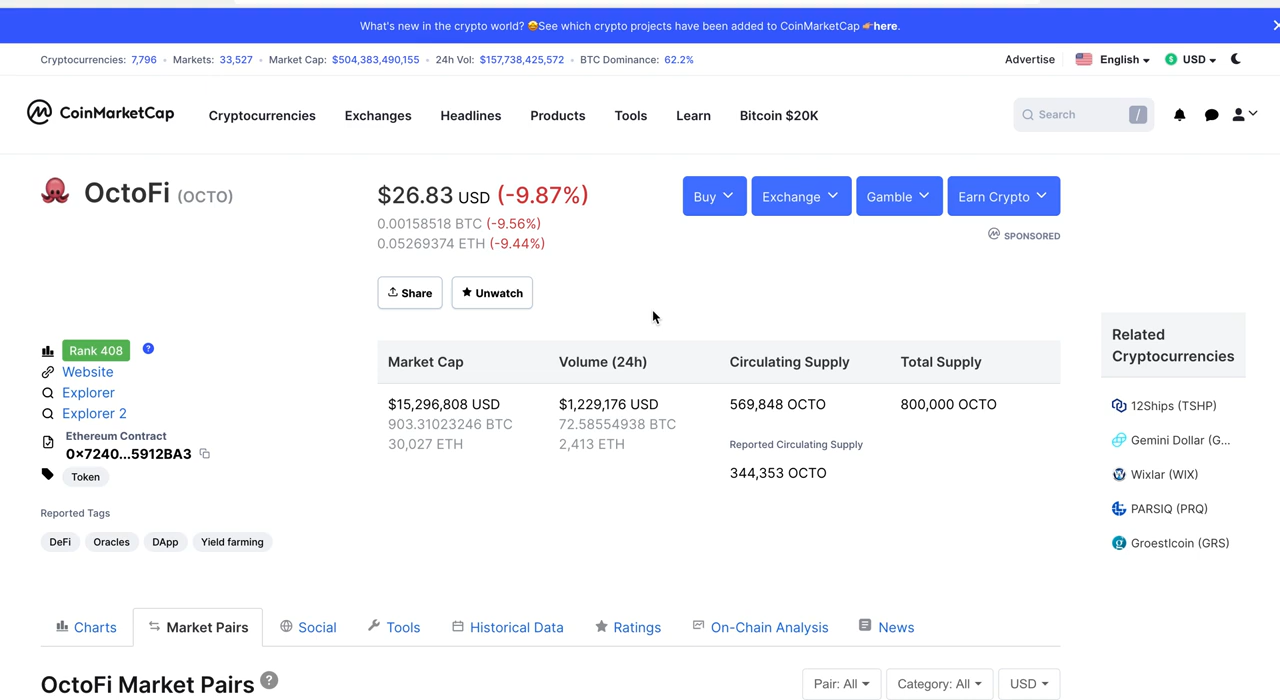 What's new in the crypto world? 🤩See which crypto projects have been added to CoinMarketCap 👉here.
Cryptocurrencies: 7,796 • Markets: 33,527 • Market Cap: $504,383,490,155 • 24h Vol: $157,738,425,572 • BTC Dominance: 62.2%
Advertise English USD
CoinMarketCap Cryptocurrencies Exchanges Headlines Products Tools Learn Bitcoin $20K Search /
OctoFi (OCTO)
$26.83 USD (-9.87%)
0.00158518 BTC (-9.56%)
0.05269374 ETH (-9.44%)
Buy Exchange Gamble Earn Crypto
SPONSORED
Share Unwatch
Rank 408 ?
Website
Explorer
Explorer 2
Ethereum Contract
0x7240...5912BA3
Token
Reported Tags
DeFi Oracles DApp Yield farming
Market Cap Volume (24h) Circulating Supply Total Supply
$15,296,808 USD $1,229,176 USD 569,848 OCTO 800,000 OCTO
903.31023246 BTC 72.58554938 BTC
30,027 ETH 2,413 ETH
Reported Circulating Supply
344,353 OCTO
Related
Cryptocurrencies
12Ships (TSHP)
Gemini Dollar (G...
Wixlar (WIX)
PARSIQ (PRQ)
Groestlcoin (GRS)
Charts Market Pairs Social Tools Historical Data Ratings On-Chain Analysis News
OctoFi Market Pairs ?
Pair: All Category: All USD